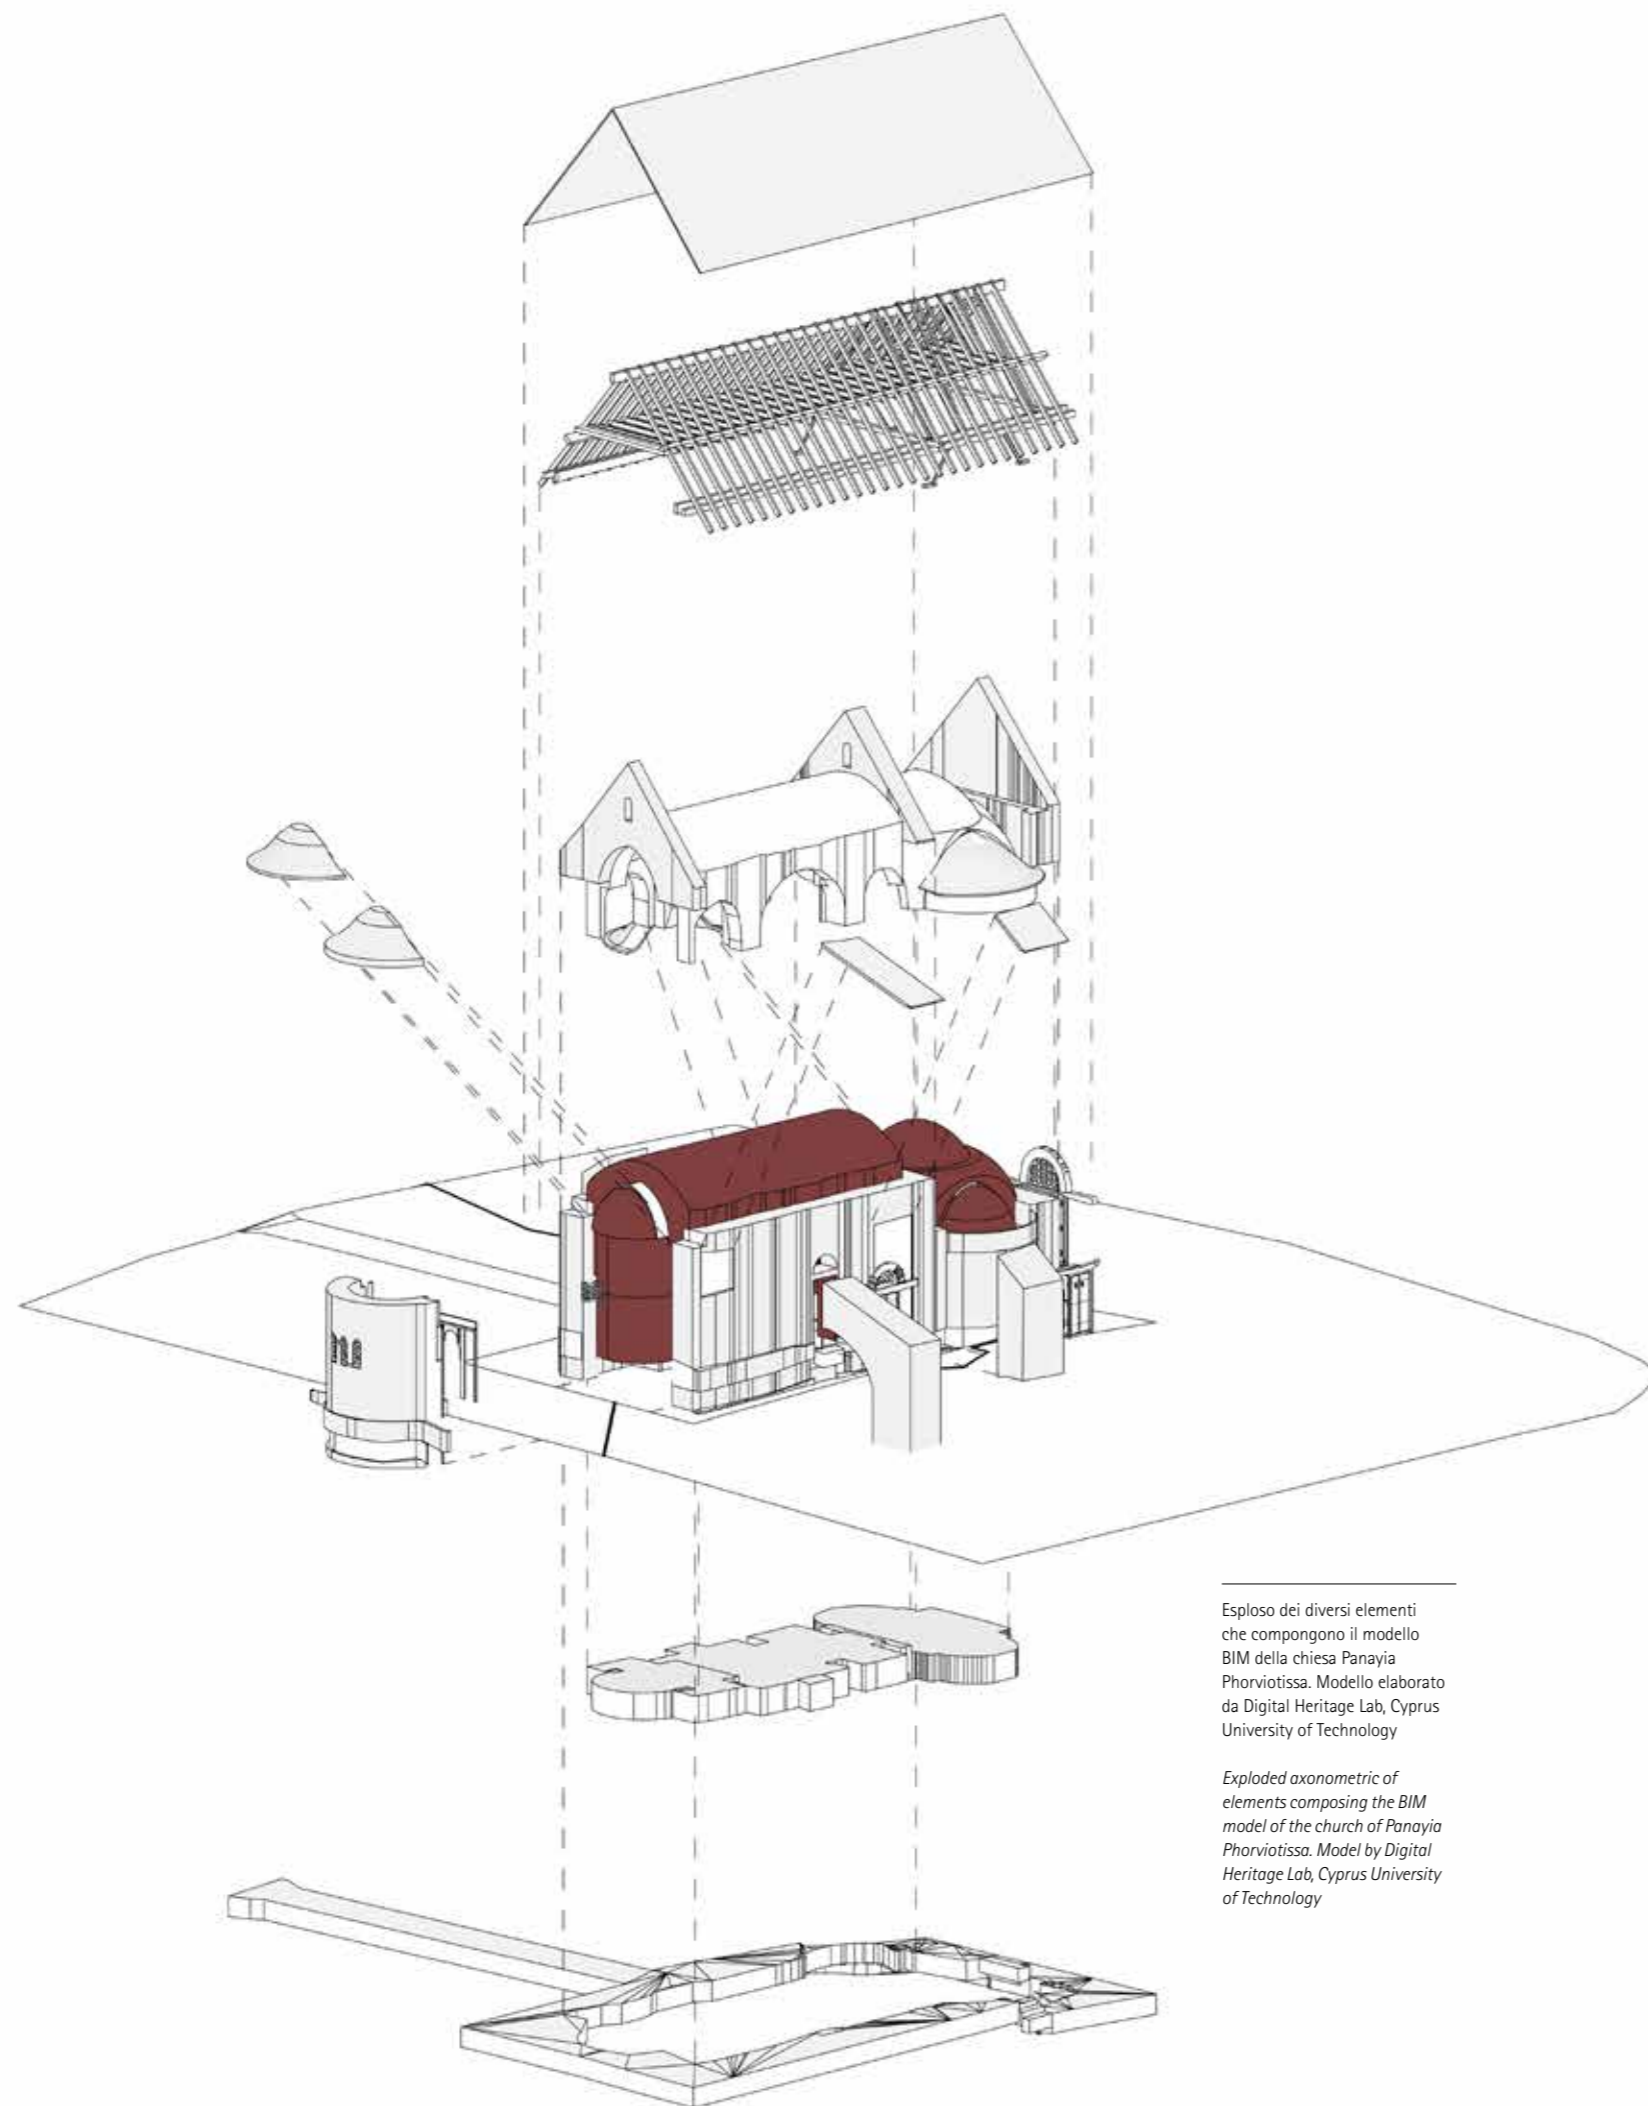 Esploso dei diversi elementi
che compongono il modello
BIM della chiesa Panayia
Phorviotissa. Modello elaborato
da Digital Heritage Lab, Cyprus
University of Technology
Exploded axonometric of
elements composing the BIM
model of the church of Panayia
Phorviotissa. Model by Digital
Heritage Lab, Cyprus University
of Technology